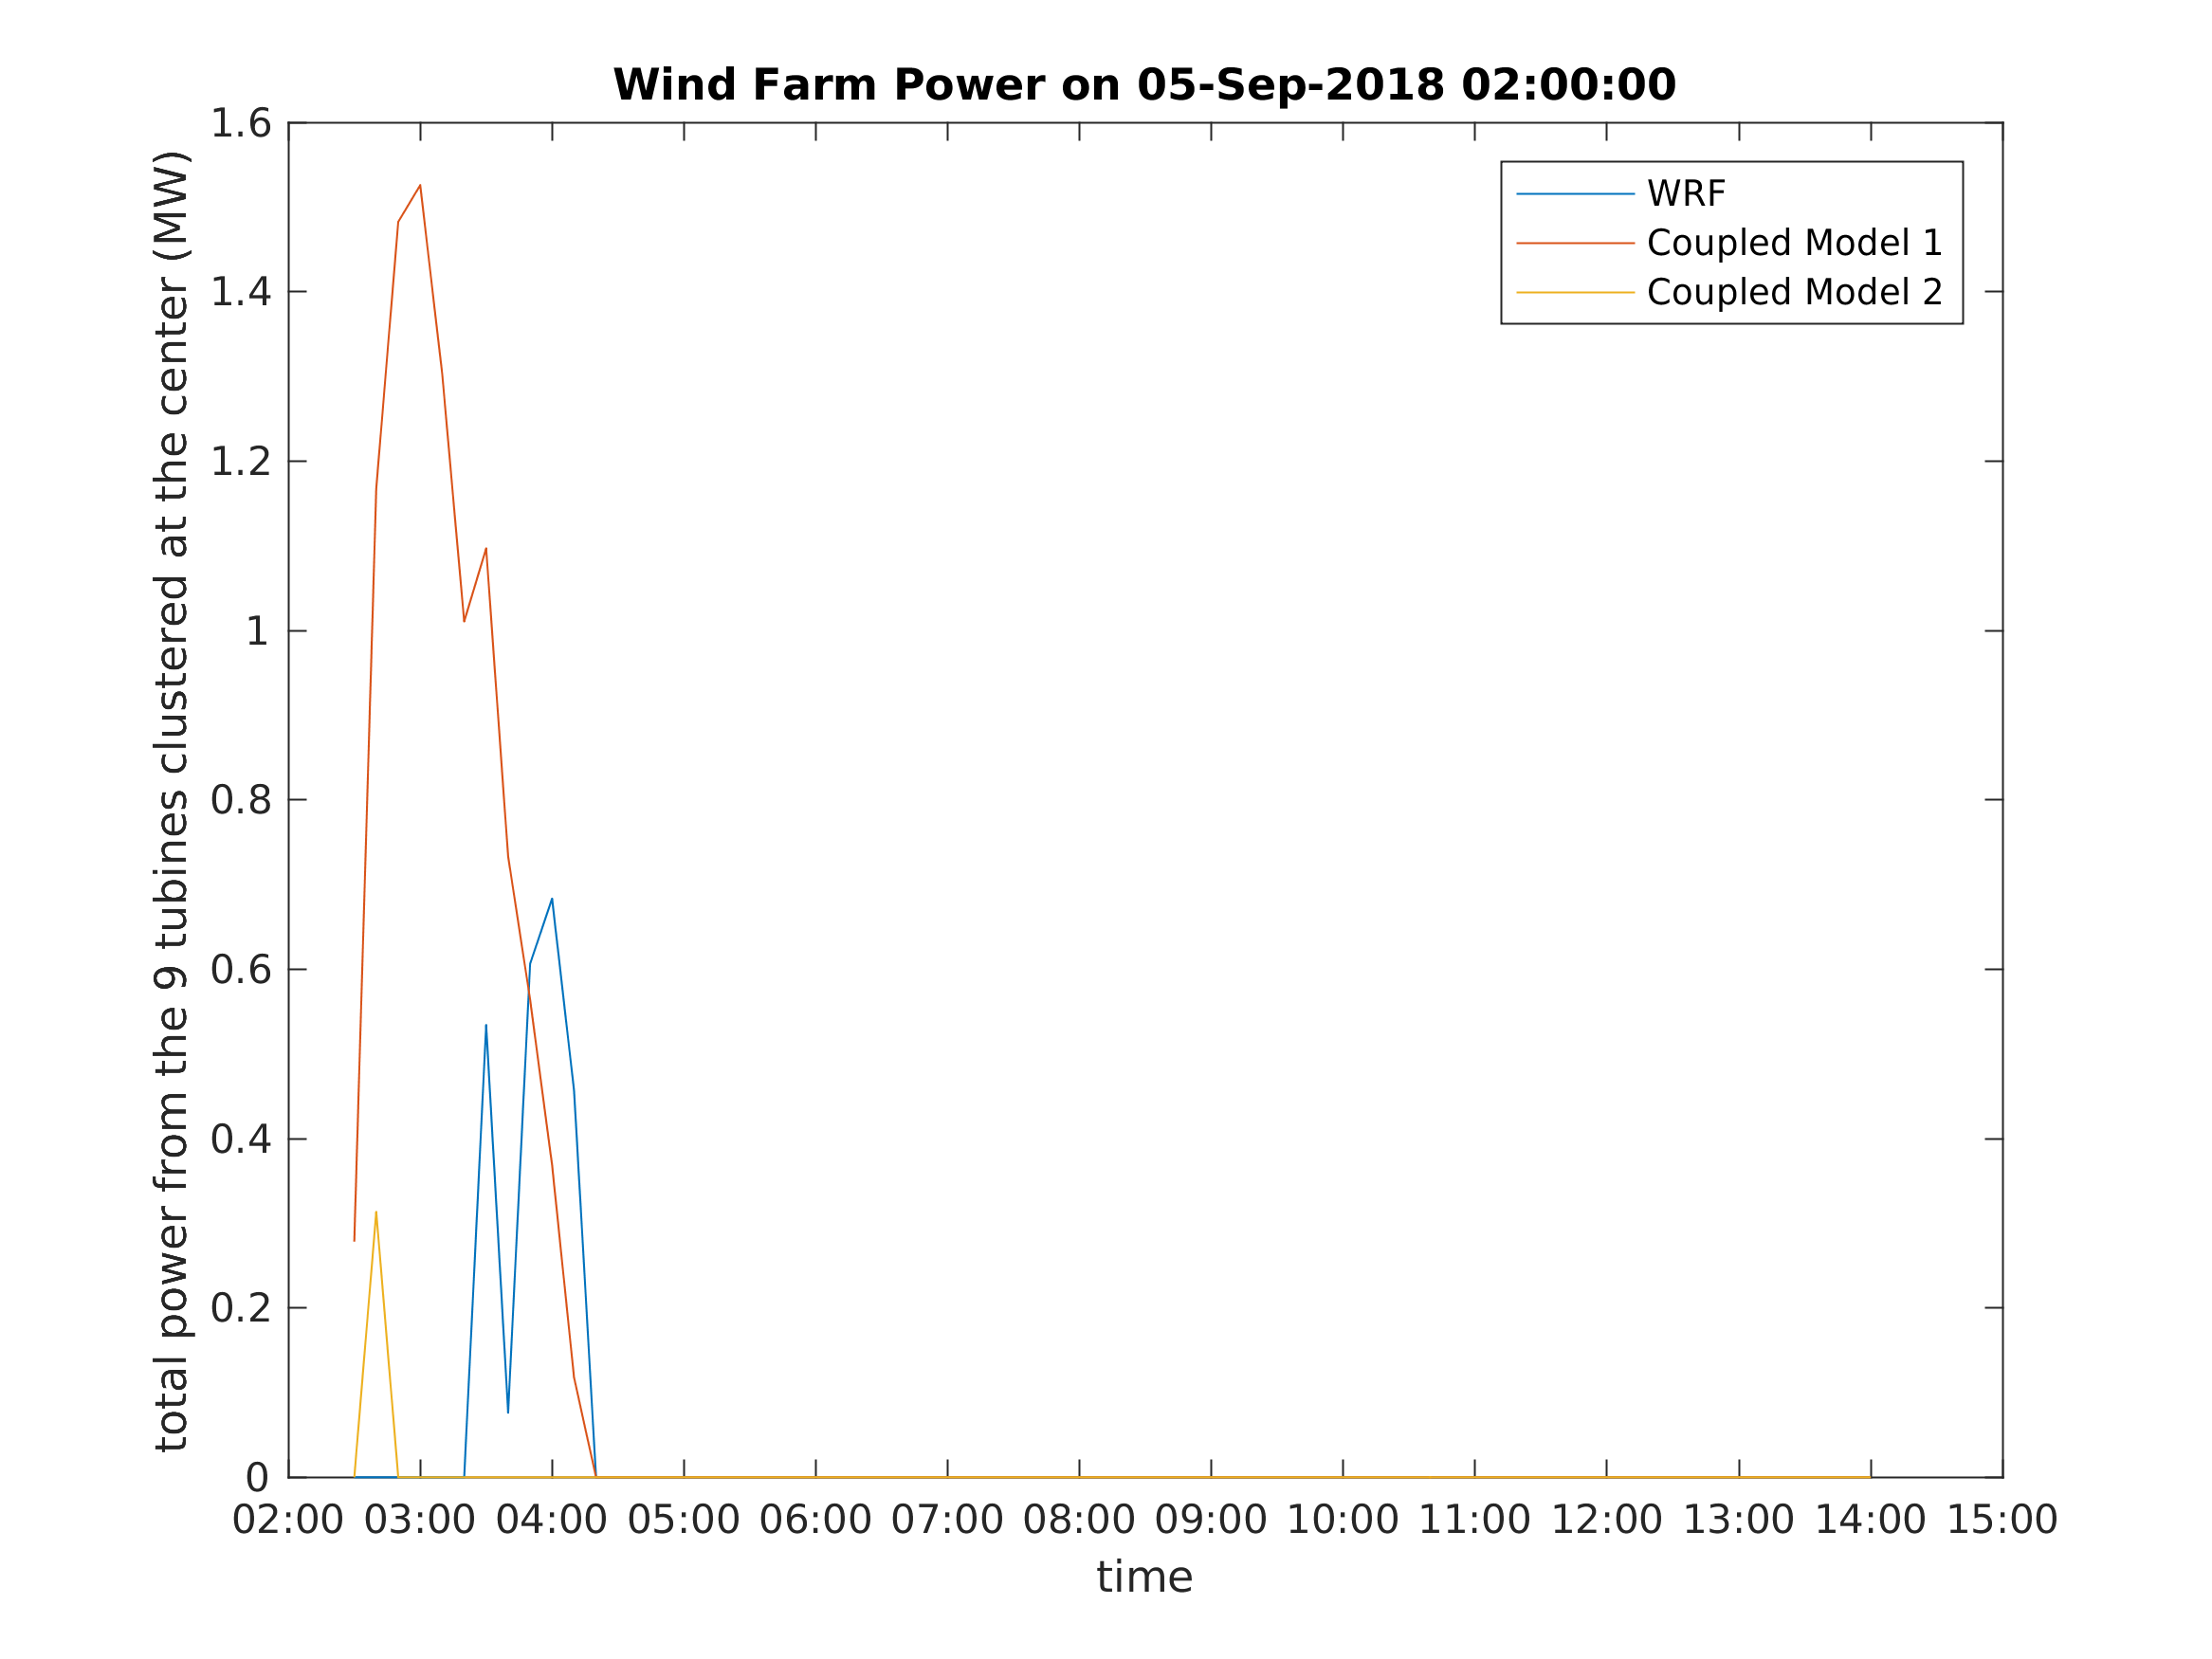 Wind Farm Power on 05-Sep-2018 02:00:00
total power from the 9 tubines clustered at the center (MW)
1.6
1.4
1.2
1
0.8
0.6
0.4
0.2
0
WRF
Coupled Model 1
Coupled Model 2
02:00 03:00 04:00 05:00 06:00 07:00 08:00 09:00 10:00 11:00 12:00 13:00 14:00 15:00
time